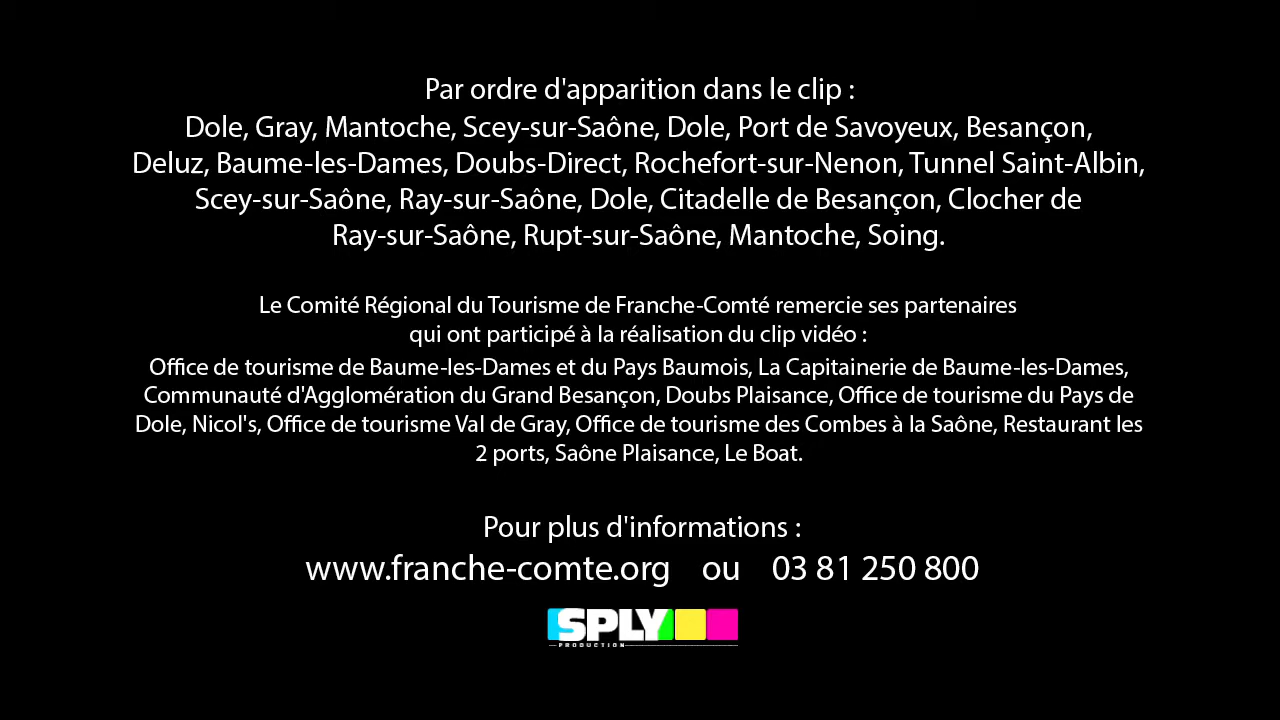 Par ordre d'apparition dans le clip :
Dole, Gray, Mantoche, Scey-sur-Saône, Dole, Port de Savoyeux, Besançon,
Deluz, Baume-les-Dames, Doubs-Direct, Rochefort-sur-Nenon, Tunnel Saint-Albin,
Scey-sur-Saône, Ray-sur-Saône, Dole, Citadelle de Besançon, Clocher de
Ray-sur-Saône, Rupt-sur-Saône, Mantoche, Soing.
Le Comité Régional du Tourisme de Franche-Comté remercie ses partenaires
qui ont participé à la réalisation du clip vidéo :
Office de tourisme de Baume-les-Dames et du Pays Baumois, La Capitainerie de Baume-les-Dames,
Communauté d'Agglomération du Grand Besançon, Doubs Plaisance, Office de tourisme du Pays de
Dole, Nicol's, Office de tourisme Val de Gray, Office de tourisme des Combes à la Saône, Restaurant les
2 ports, Saône Plaisance, Le Boat.
Pour plus d'informations :
www.franche-comte.org ou 03 81 250 800
SPLY
PRODUCTION